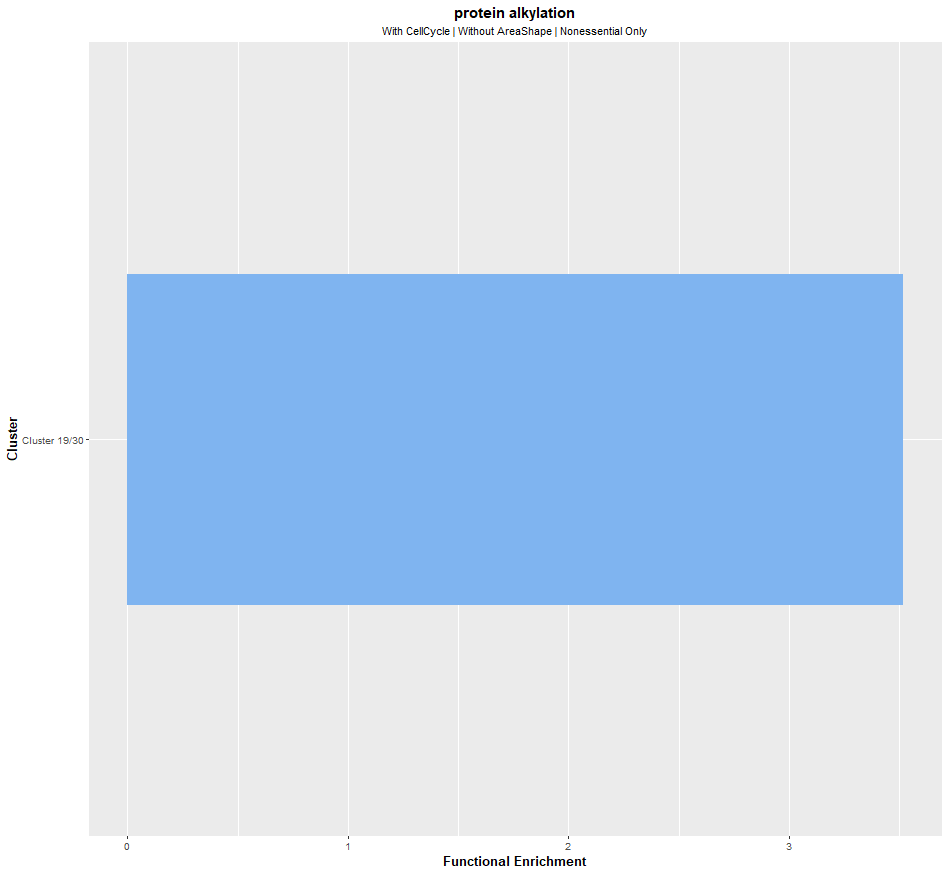 protein alkylation
With CellCycle | Without AreaShape | Nonessential Only
Cluster
Cluster 19/30
0 1 2 3
Functional Enrichment